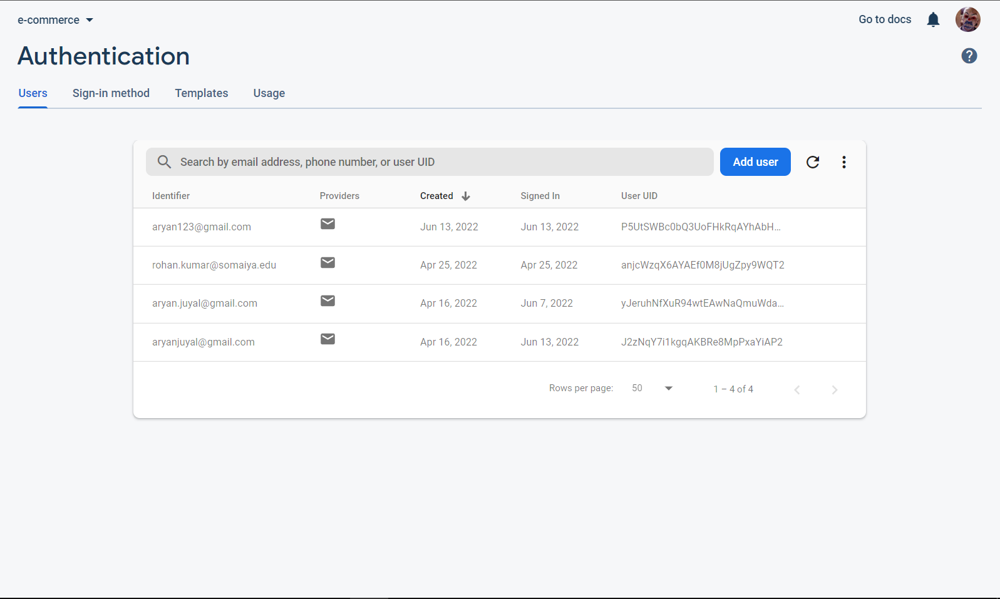 e-commerce Go to docs
Authentication
Users Sign-in method Templates Usage
Search by email address, phone number, or user UID Add user
Identifier Providers Created Signed In User UID
aryan123@gmail.com Jun 13, 2022 Jun 13, 2022 P5UtSWBc0bQ3UoFHkRqAYhAbH...
rohan.kumar@somaiya.edu Apr 25, 2022 Apr 25, 2022 anjcWzqX6AYAEf0M8jUgZpy9WQT2
aryan.juyal@gmail.com Apr 16, 2022 Jun 7, 2022 yJeruhNfXuR94wtEAwNaQmuWda...
aryanjuyal@gmail.com Apr 16, 2022 Jun 13, 2022 J2zNqY7i1kgqAKBRe8MpPxaYiAP2
Rows per page: 50 1 – 4 of 4